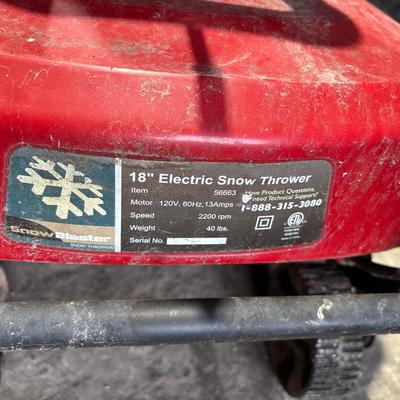 18" Electric Snow Thrower
Item 56663
Motor 120V, 60Hz,13Amps
Speed 2200 rpm
Weight 40 lbs.
Serial No.
Have Product Questions,
need Technical Support?
1-888-315-3080
SnowBlaster
SNOW THROWERS